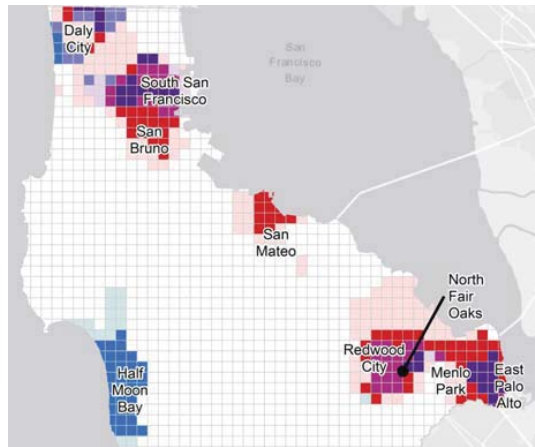 Daly
City
San
Francisco
Bay
South San
Francisco
San
Bruno
San
Mateo
North
Fair
Oaks
Redwood
City
Half
Moon
Bay
Menlo
Park
East
Palo
Alto